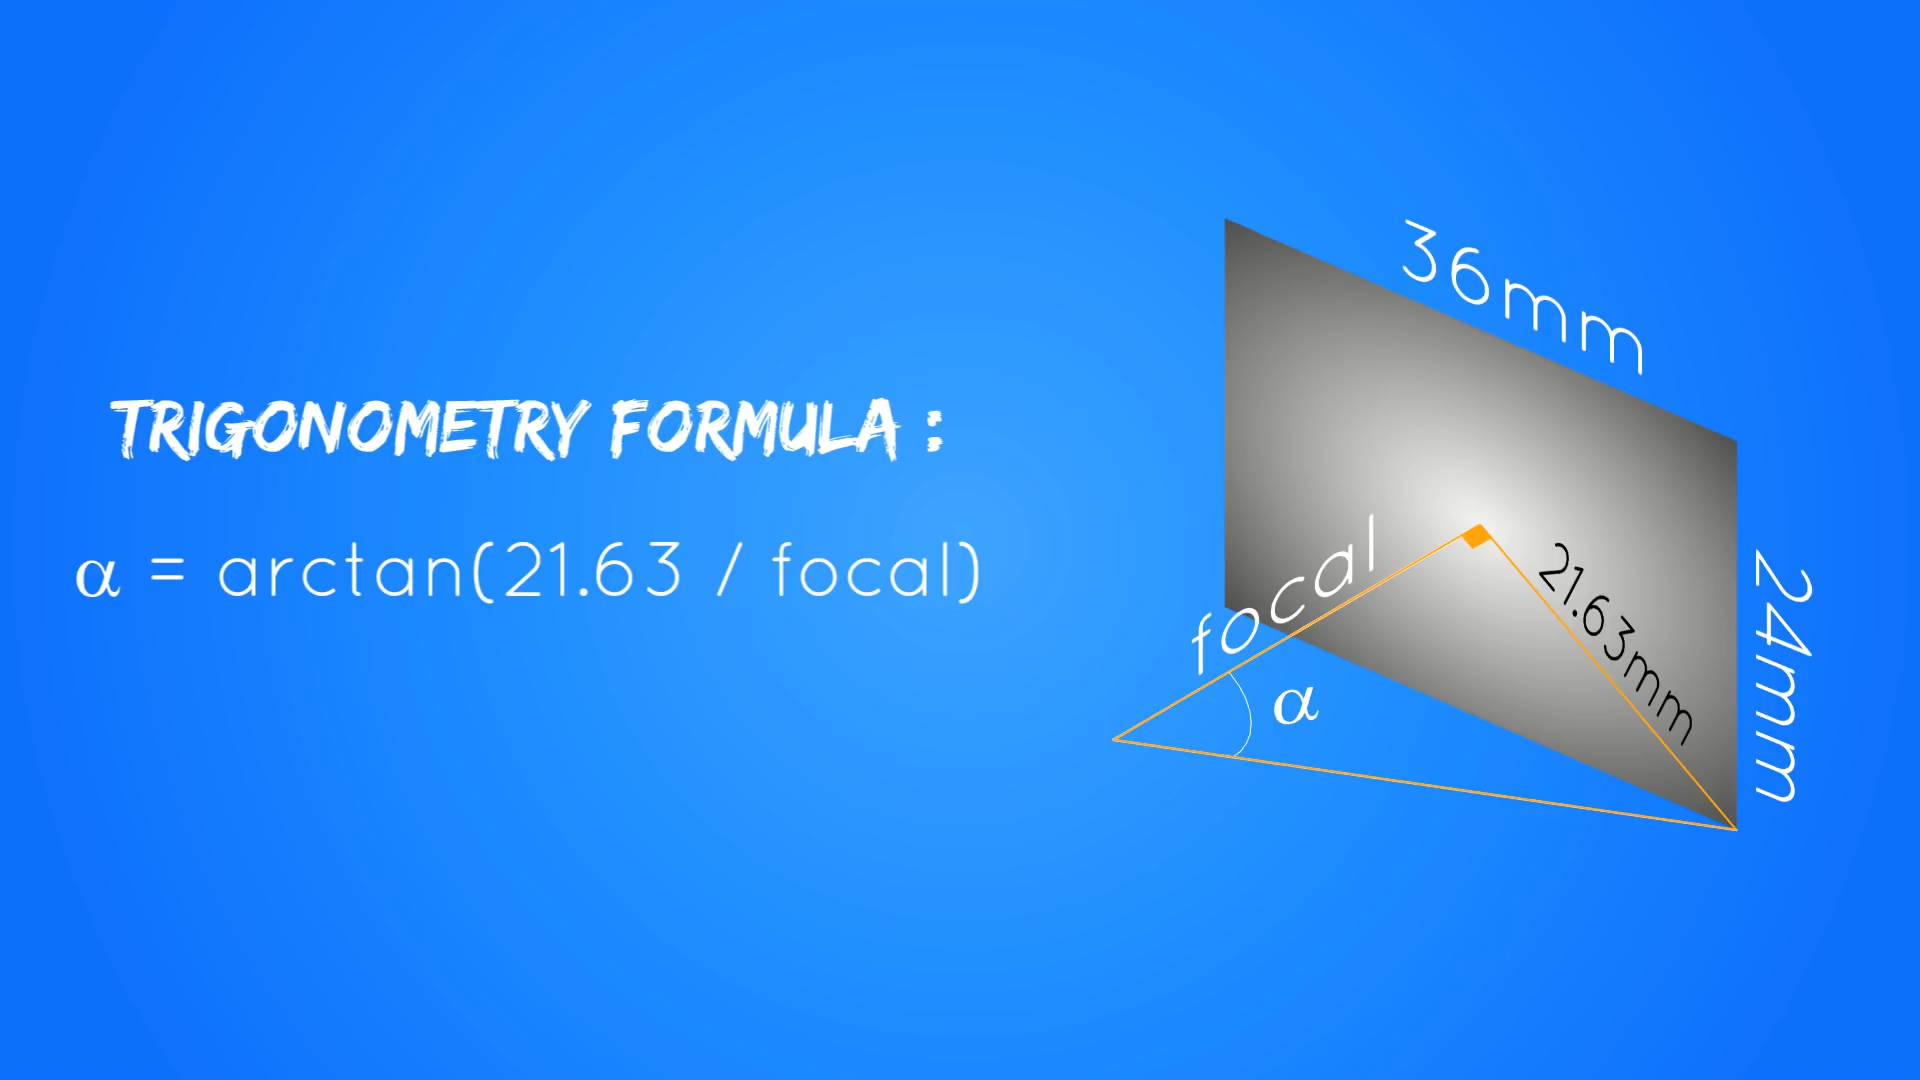 TRIGONOMETRY FORMULA :
α = arctan(21.63 / focal)
36mm
focal
21.63mm
24mm
α